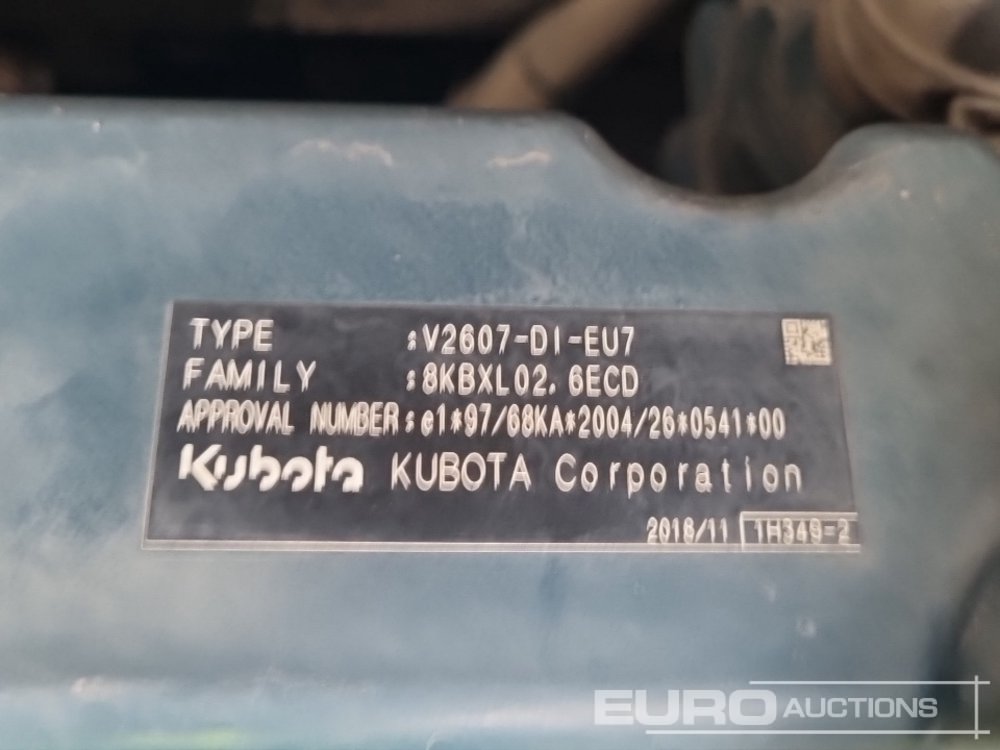 TYPE :V2607-DI-EU7
FAMILY :8KBXL02.6ECD
APPROVAL NUMBER:e1*97/68KA*2004/26*0541*00
Kubota KUBOTA Corporation
2016/11 1H349-2
EURO AUCTIONS